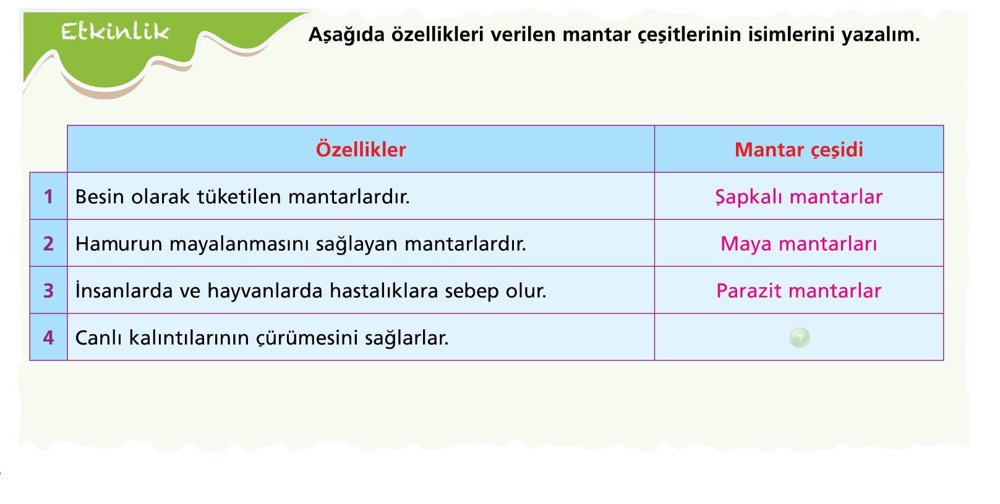 Etkinlik
Aşağıda özellikleri verilen mantar çeşitlerinin isimlerini yazalım.
Özellikler Mantar çeşidi
1 Besin olarak tüketilen mantarlardır. Şapkalı mantarlar
2 Hamurun mayalanmasını sağlayan mantarlardır. Maya mantarları
3 İnsanlarda ve hayvanlarda hastalıklara sebep olur. Parazit mantarlar
4 Canlı kalıntılarının çürümesini sağlarlar. ?